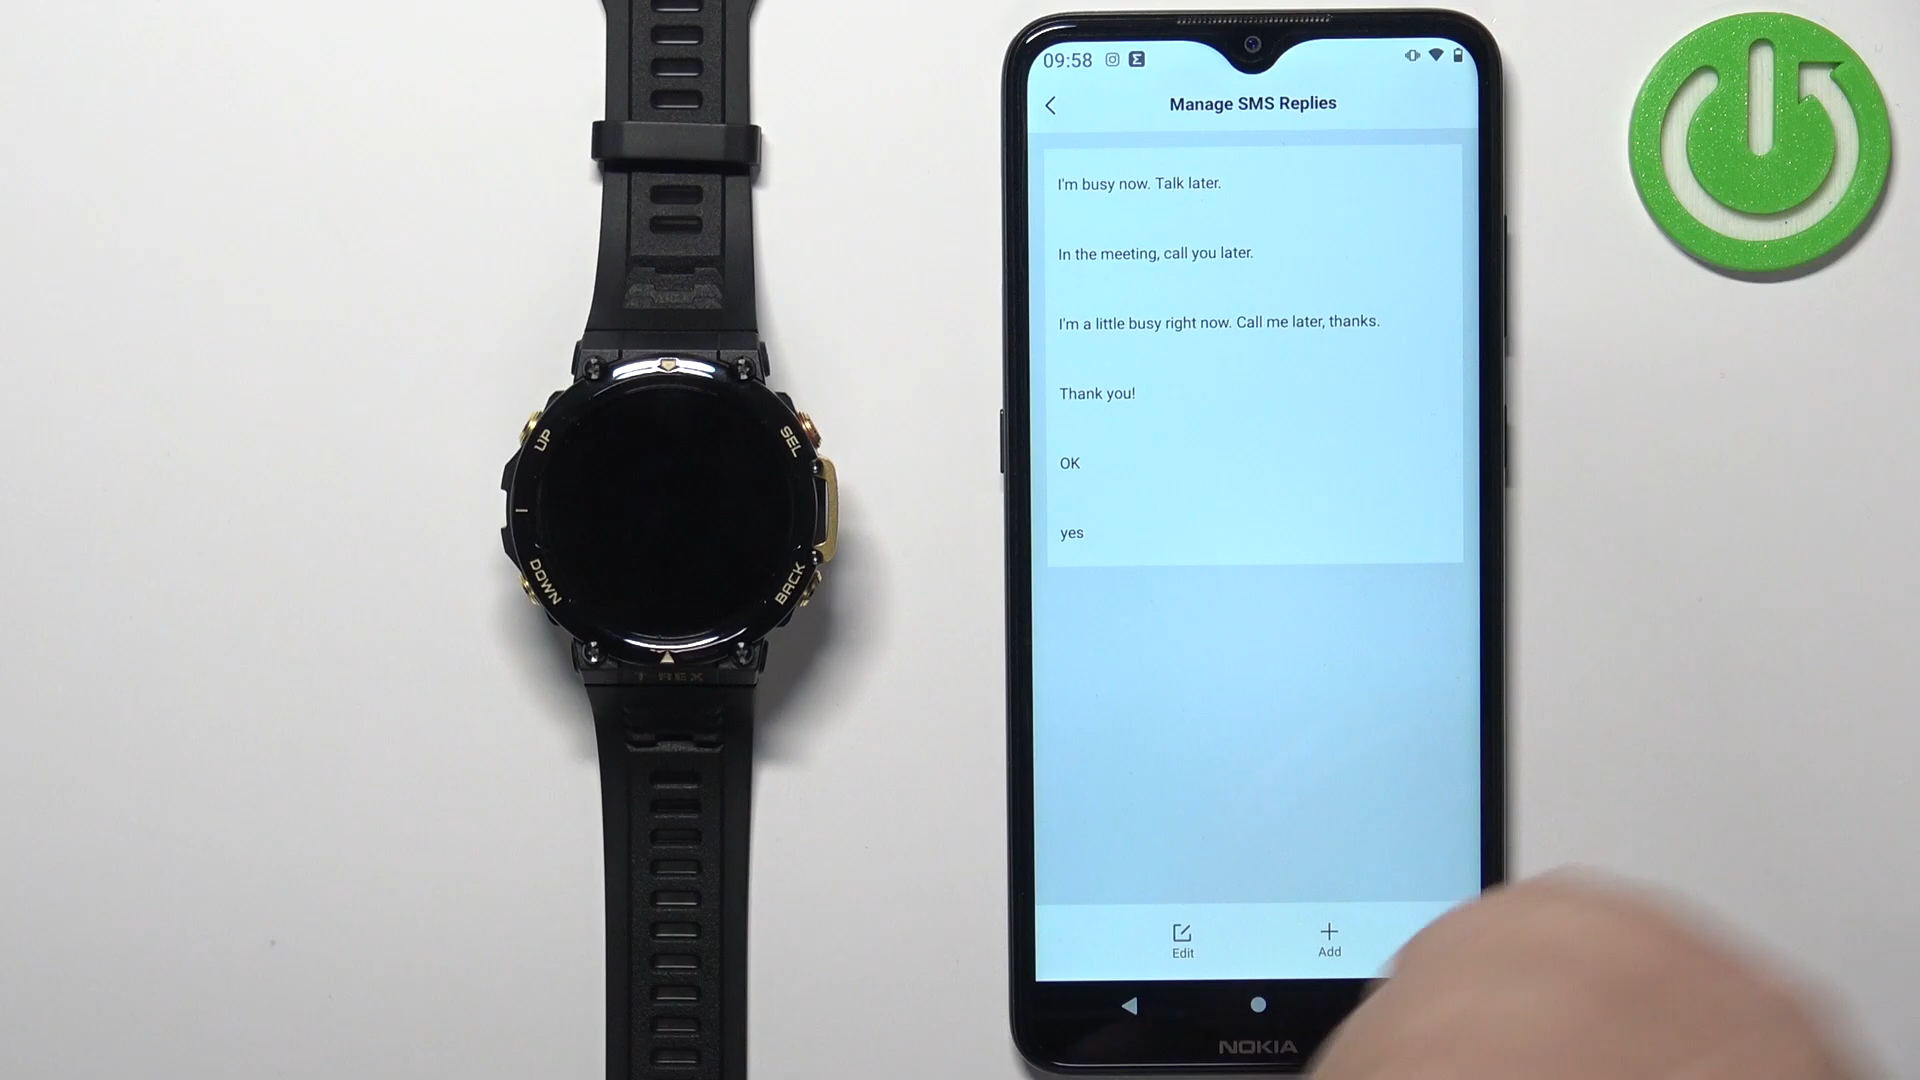 09:58
Manage SMS Replies
I'm busy now. Talk later.
In the meeting, call you later.
I'm a little busy right now. Call me later, thanks.
Thank you!
OK
yes
Edit
Add
NOKIA
UP
SEL
DOWN
BACK